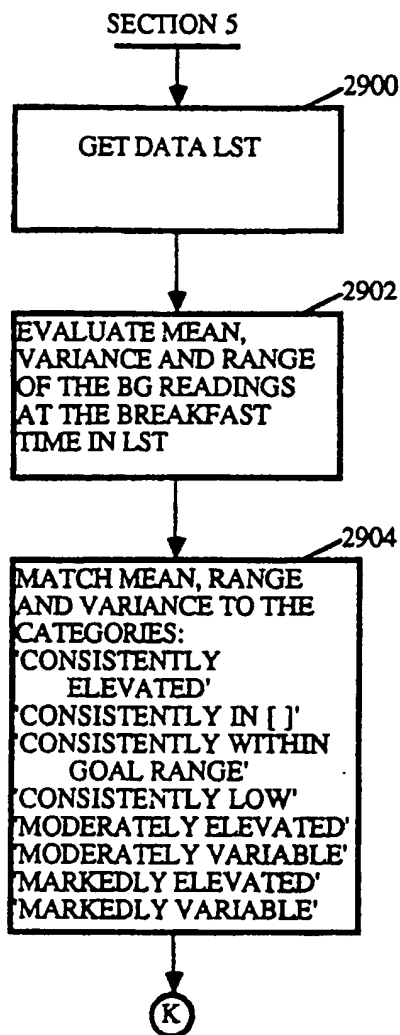 SECTION 5
2900
GET DATA LST
2902
EVALUATE MEAN,
VARIANCE AND RANGE
OF THE BG READINGS
AT THE BREAKFAST
TIME IN LST
2904
MATCH MEAN, RANGE
AND VARIANCE TO THE
CATEGORIES:
'CONSISTENTLY
ELEVATED'
'CONSISTENTLY IN [ ]'
'CONSISTENTLY WITHIN
GOAL RANGE'
'CONSISTENTLY LOW'
'MODERATELY ELEVATED'
'MODERATELY VARIABLE'
'MARKEDLY ELEVATED'
'MARKEDLY VARIABLE'
K